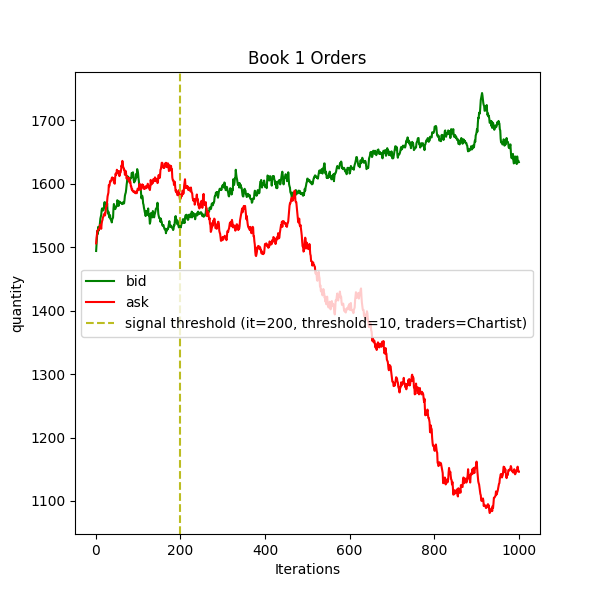 Book 1 Orders
quantity
1700
1600
1500
1400
1300
1200
1100
bid
ask
signal threshold (it=200, threshold=10, traders=Chartist)
0 200 400 600 800 1000
Iterations